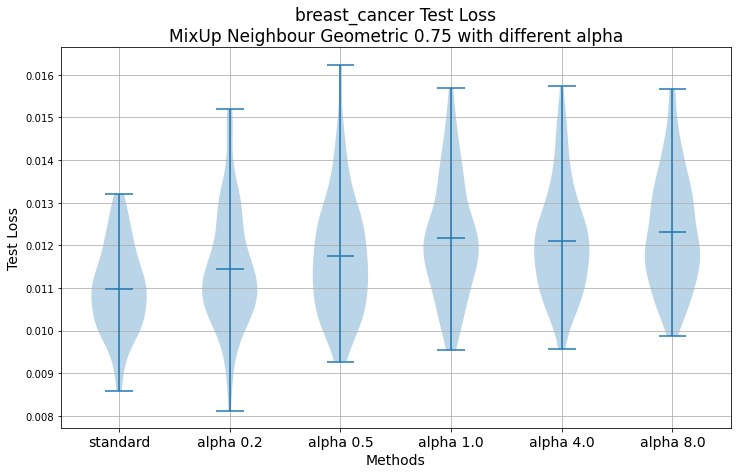 breast_cancer Test Loss
MixUp Neighbour Geometric 0.75 with different alpha
0.016
0.015
0.014
0.013
0.012
0.011
0.010
0.009
0.008
Test Loss
standard alpha 0.2 alpha 0.5 alpha 1.0 alpha 4.0 alpha 8.0
Methods